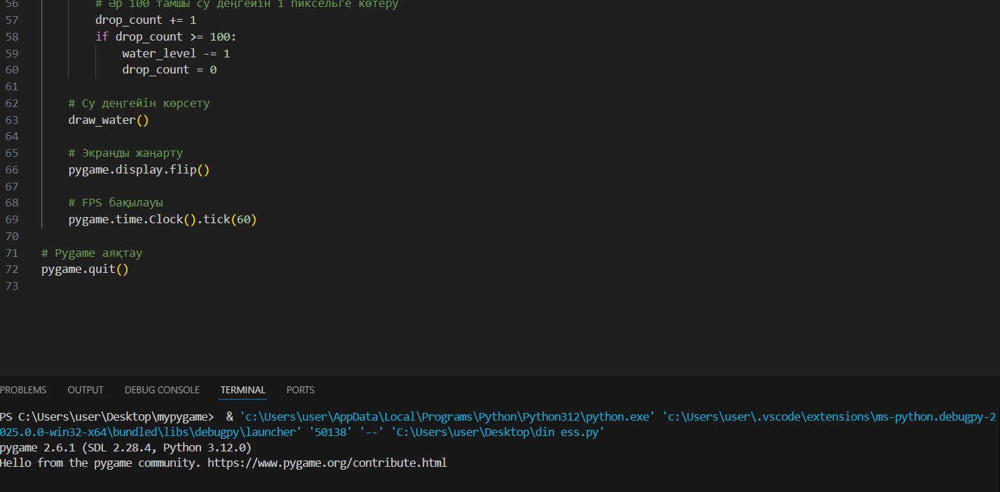 56 # Әр 100 тамшы су деңгейін 1 пиксельге көтеру
57 drop_count += 1
58 if drop_count >= 100:
59 water_level -= 1
60 drop_count = 0
61
62 # Су деңгейін көрсету
63 draw_water()
64
65 # Экранды жаңарту
66 pygame.display.flip()
67
68 # FPS бақылауы
69 pygame.time.Clock().tick(60)
70
71 # Pygame аяқтау
72 pygame.quit()
73
PROBLEMS OUTPUT DEBUG CONSOLE TERMINAL PORTS
PS C:\Users\user\Desktop\mypygame> & 'c:\Users\user\AppData\Local\Programs\Python\Python312\python.exe' 'c:\Users\user\.vscode\extensions\ms-python.debugpy-2
025.0.0-win32-x64\bundled\libs\debugpy\launcher' '50138' '--' 'C:\Users\user\Desktop\din ess.py'
pygame 2.6.1 (SDL 2.28.4, Python 3.12.0)
Hello from the pygame community. https://www.pygame.org/contribute.html